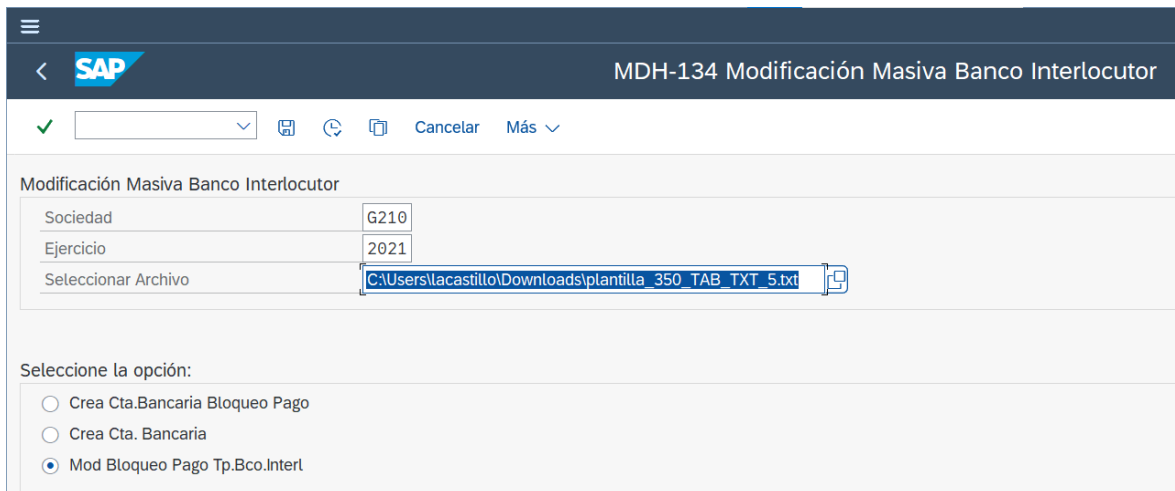 SAP
MDH-134 Modificación Masiva Banco Interlocutor
Cancelar Más
Modificación Masiva Banco Interlocutor
Sociedad G210
Ejercicio 2021
Seleccionar Archivo C:\Users\lacastillo\Downloads\plantilla_350_TAB_TXT_5.txt
Seleccione la opción:
Crea Cta.Bancaria Bloqueo Pago
Crea Cta. Bancaria
Mod Bloqueo Pago Tp.Bco.Interl